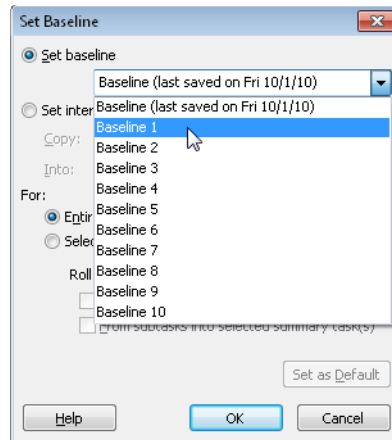 Set Baseline
Set baseline
Baseline (last saved on Fri 10/1/10)
Set inter
Baseline (last saved on Fri 10/1/10)
Baseline 1
Copy:
Baseline 2
Into:
Baseline 3
Baseline 4
For:
Baseline 5
Entir
Baseline 6
Selec
Baseline 7
Roll
Baseline 8
Baseline 9
Baseline 10
From subtasks into selected summary task(s)
Set as Default
Help
OK
Cancel